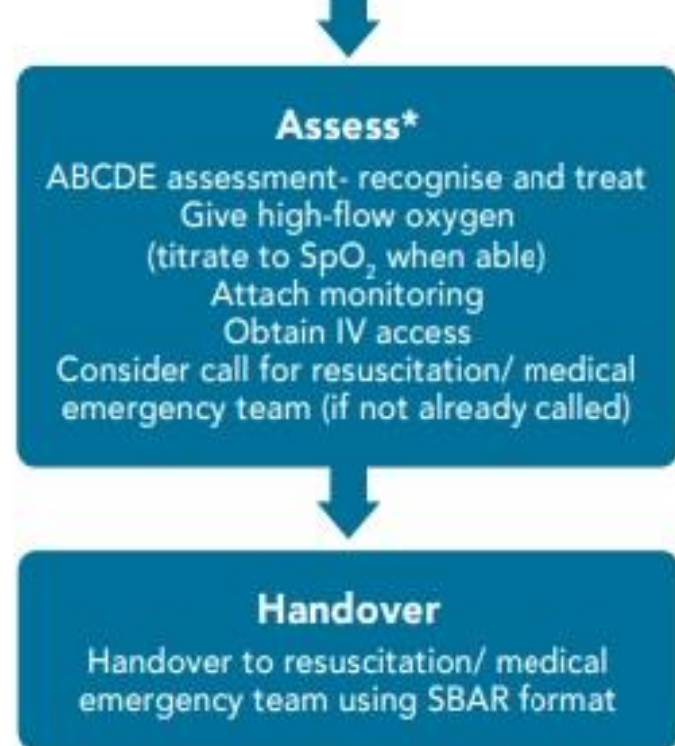 Assess*
ABCDE assessment- recognise and treat
Give high-flow oxygen
(titrate to SpO₂ when able)
Attach monitoring
Obtain IV access
Consider call for resuscitation/ medical
emergency team (if not already called)
Handover
Handover to resuscitation/ medical
emergency team using SBAR format